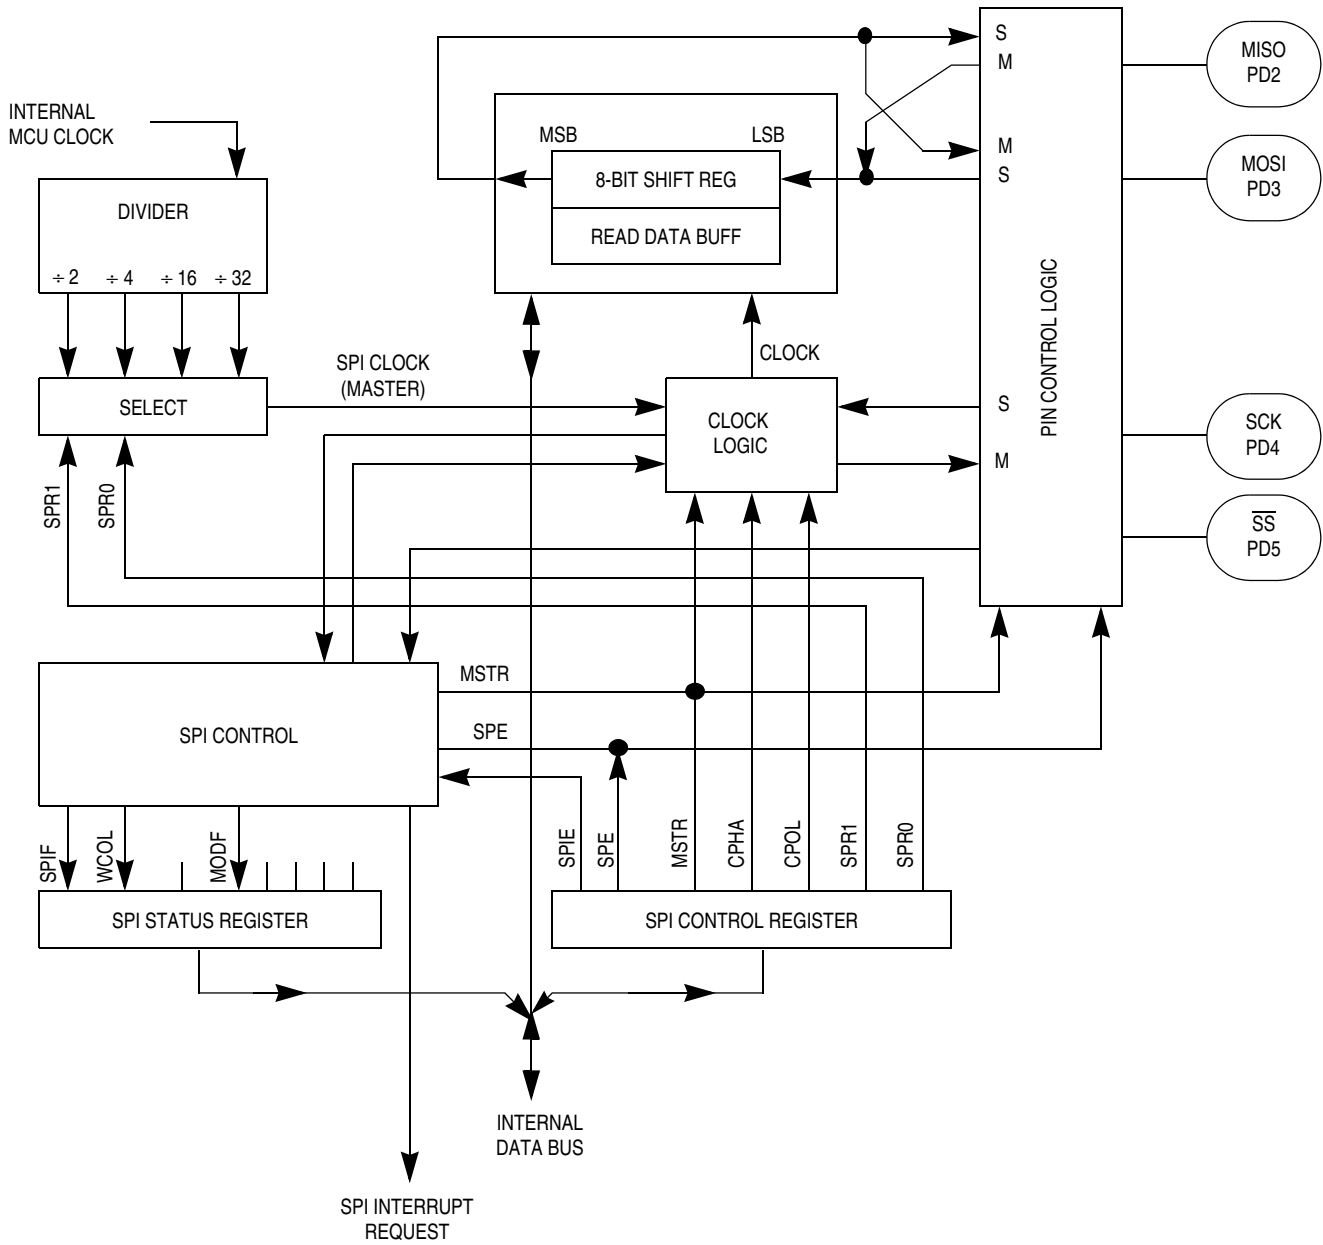 S
M
MISO
PD2
INTERNAL
MCU CLOCK
MSB
LSB
M
S
MOSI
PD3
8-BIT SHIFT REG
READ DATA BUFF
DIVIDER
÷ 2
÷ 4
÷ 16
÷ 32
PIN CONTROL LOGIC
SPI CLOCK
(MASTER)
CLOCK
SELECT
CLOCK
LOGIC
S
M
SCK
PD4
SPR1
SPR0
SS
PD5
MSTR
SPE
SPI CONTROL
SPIF
WCOL
MODF
SPIE
SPE
MSTR
CPHA
CPOL
SPR1
SPR0
SPI STATUS REGISTER
SPI CONTROL REGISTER
INTERNAL
DATA BUS
SPI INTERRUPT
REQUEST